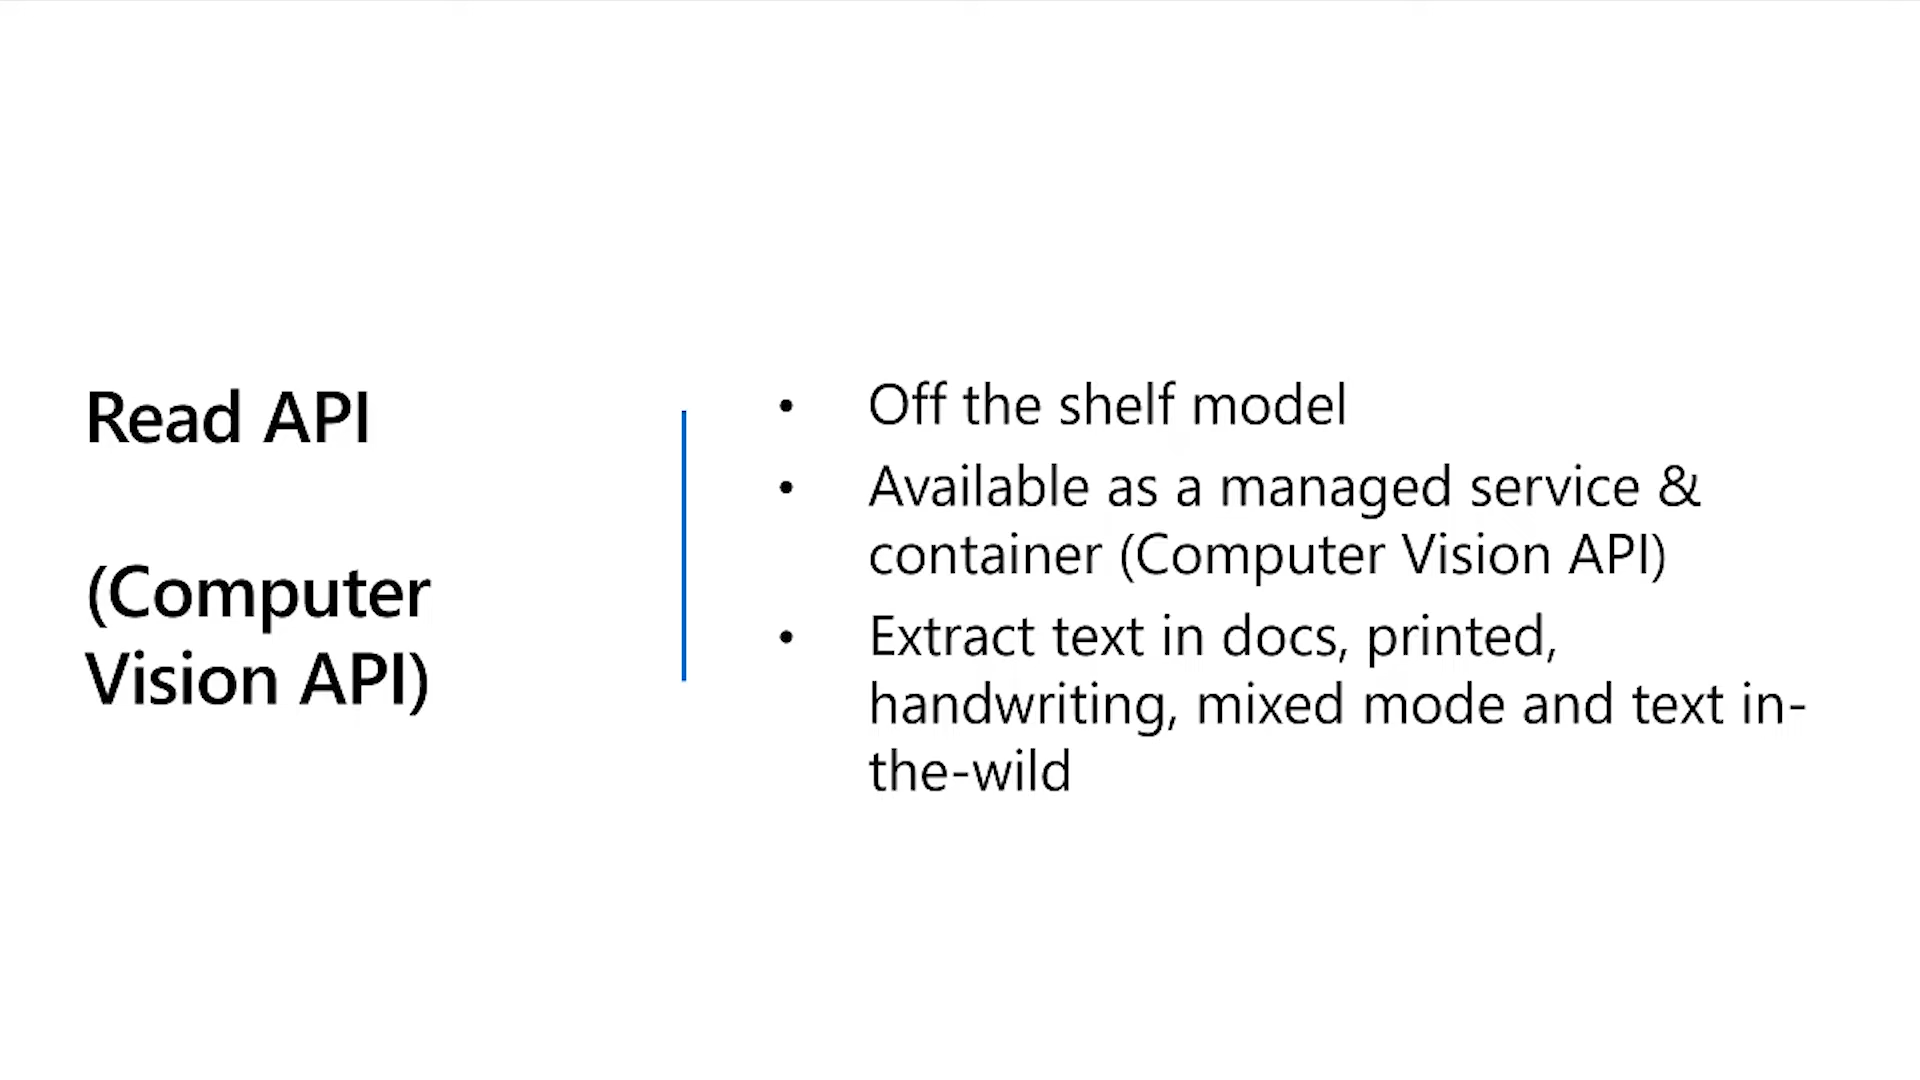 Read API
(Computer
Vision API)
• Off the shelf model
• Available as a managed service &
container (Computer Vision API)
• Extract text in docs, printed,
handwriting, mixed mode and text in-
the-wild